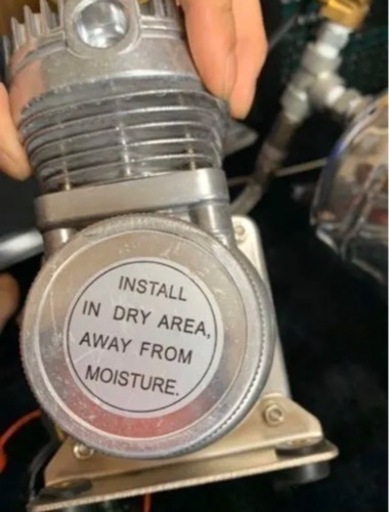 INSTALL
IN DRY AREA,
AWAY FROM
MOISTURE.